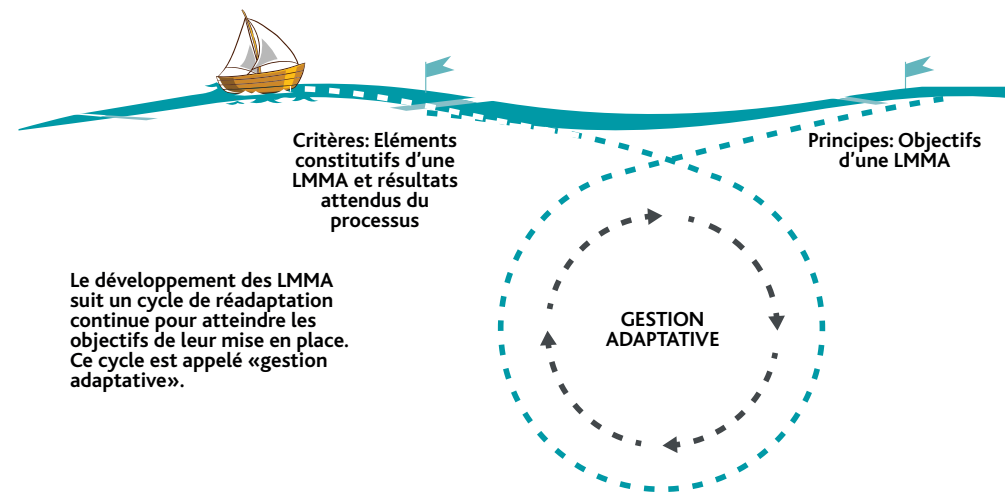 Critères: Eléments
constitutifs d'une
LMMA et résultats
attendus du
processus
Principes: Objectifs
d'une LMMA
Le développement des LMMA
suit un cycle de réadaptation
continue pour atteindre les
objectifs de leur mise en place.
Ce cycle est appelé «gestion
adaptative».
GESTION
ADAPTATIVE